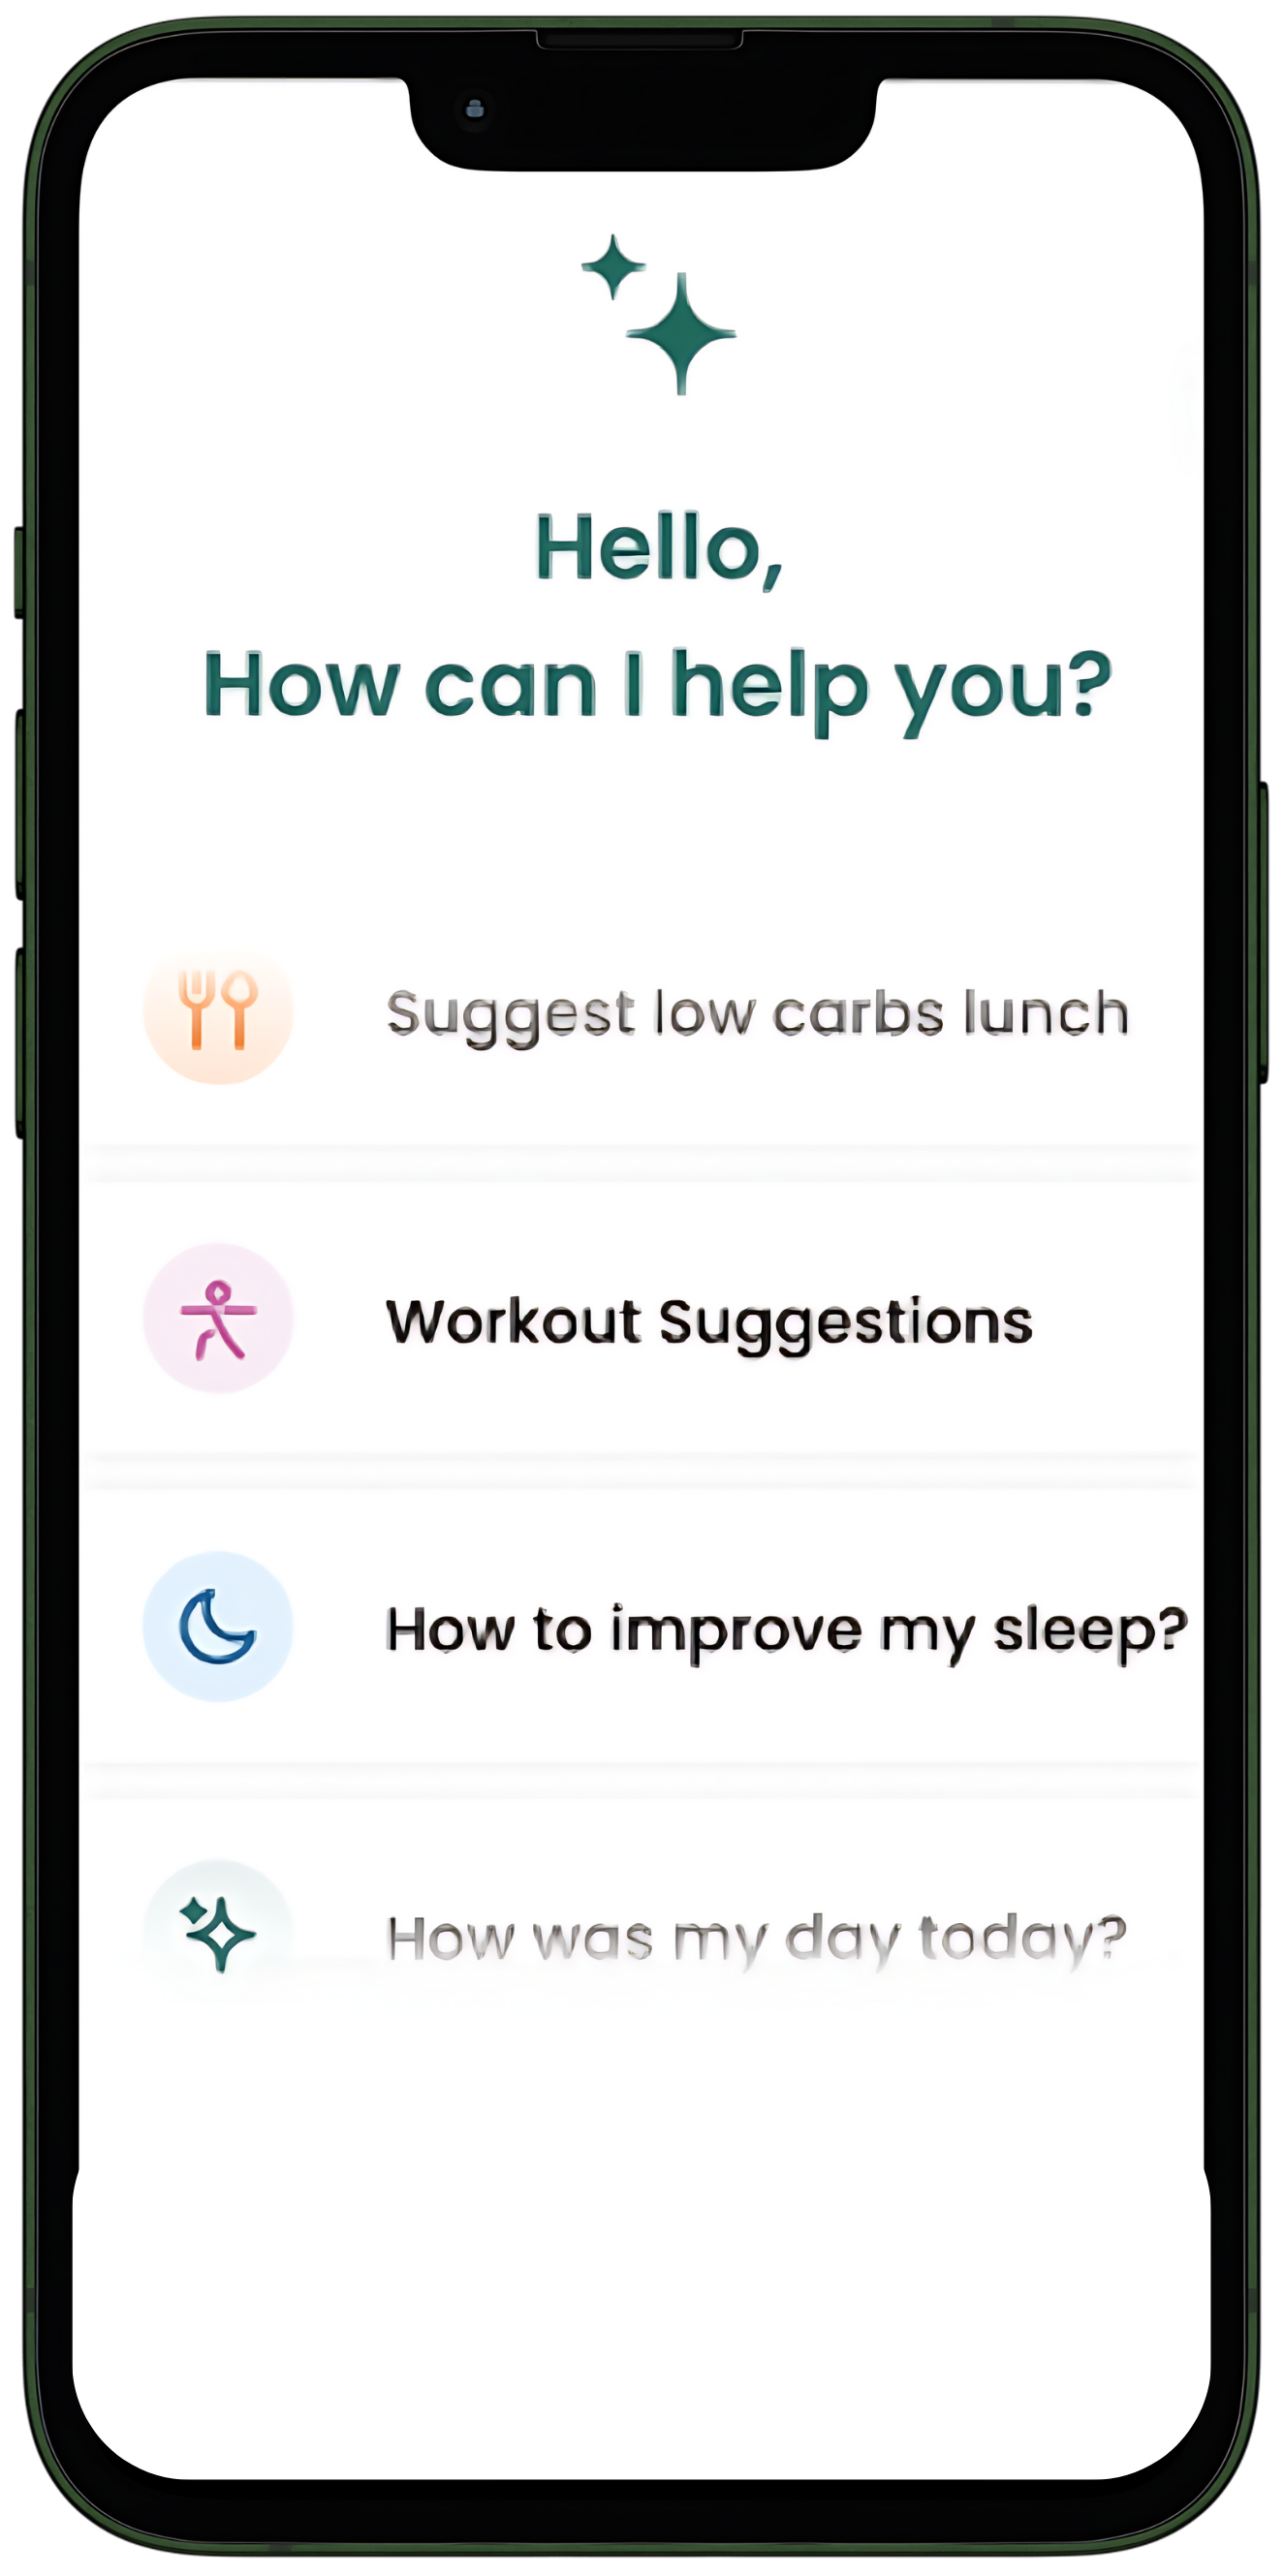 Hello,
How can I help you?
Suggest low carbs lunch
Workout Suggestions
How to improve my sleep?
How was my day today?